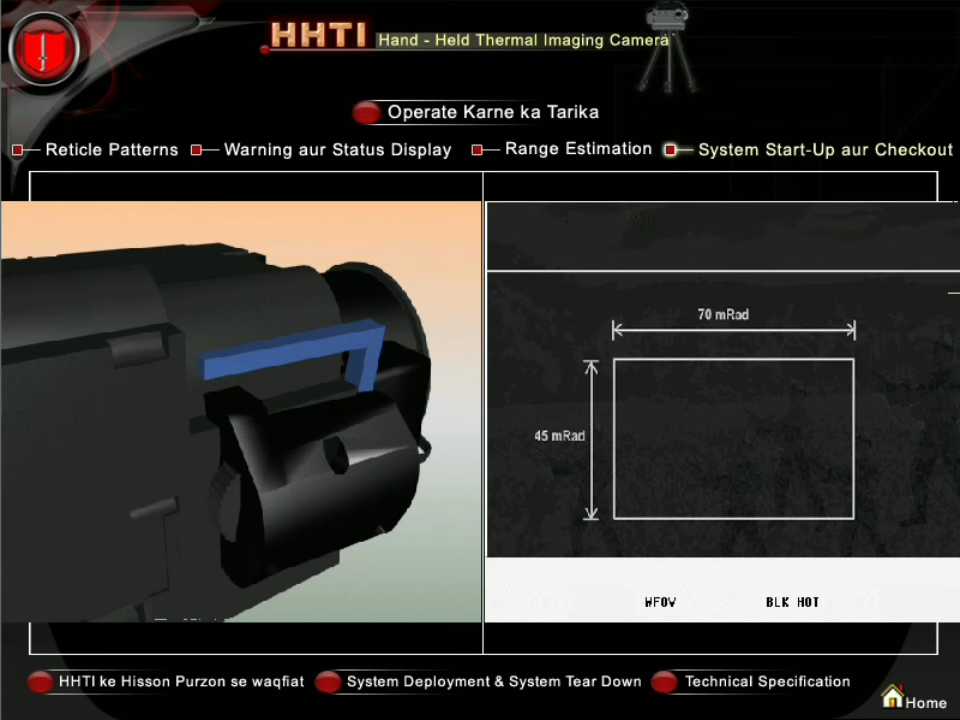 HHTI Hand - Held Thermal Imaging Camera
Operate Karne ka Tarika
Reticle Patterns Warning aur Status Display Range Estimation System Start-Up aur Checkout
70 mRad
45 mRad
WFOV BLK HOT
HHTI ke Hisson Purzon se waqfiat System Deployment & System Tear Down Technical Specification
Home